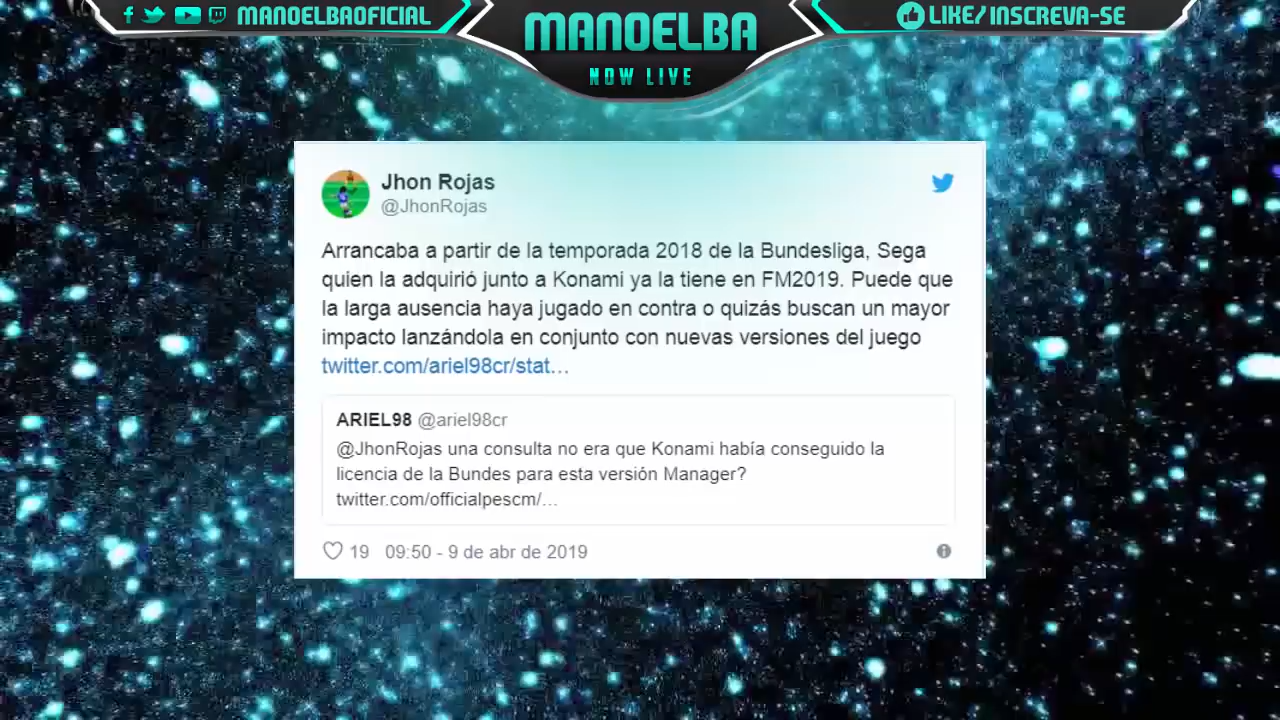 MANOELBAOFICIAL
MANOELBA
NOW LIVE
LIKE/INSCREVA-SE
Jhon Rojas
@JhonRojas
Arrancaba a partir de la temporada 2018 de la Bundesliga, Sega
quien la adquirió junto a Konami ya la tiene en FM2019. Puede que
la larga ausencia haya jugado en contra o quizás buscan un mayor
impacto lanzándola en conjunto con nuevas versiones del juego
twitter.com/ariel98cr/stat…
ARIEL98 @ariel98cr
@JhonRojas una consulta no era que Konami había conseguido la
licencia de la Bundes para esta versión Manager?
twitter.com/officialpescm/…
19 09:50 - 9 de abr de 2019